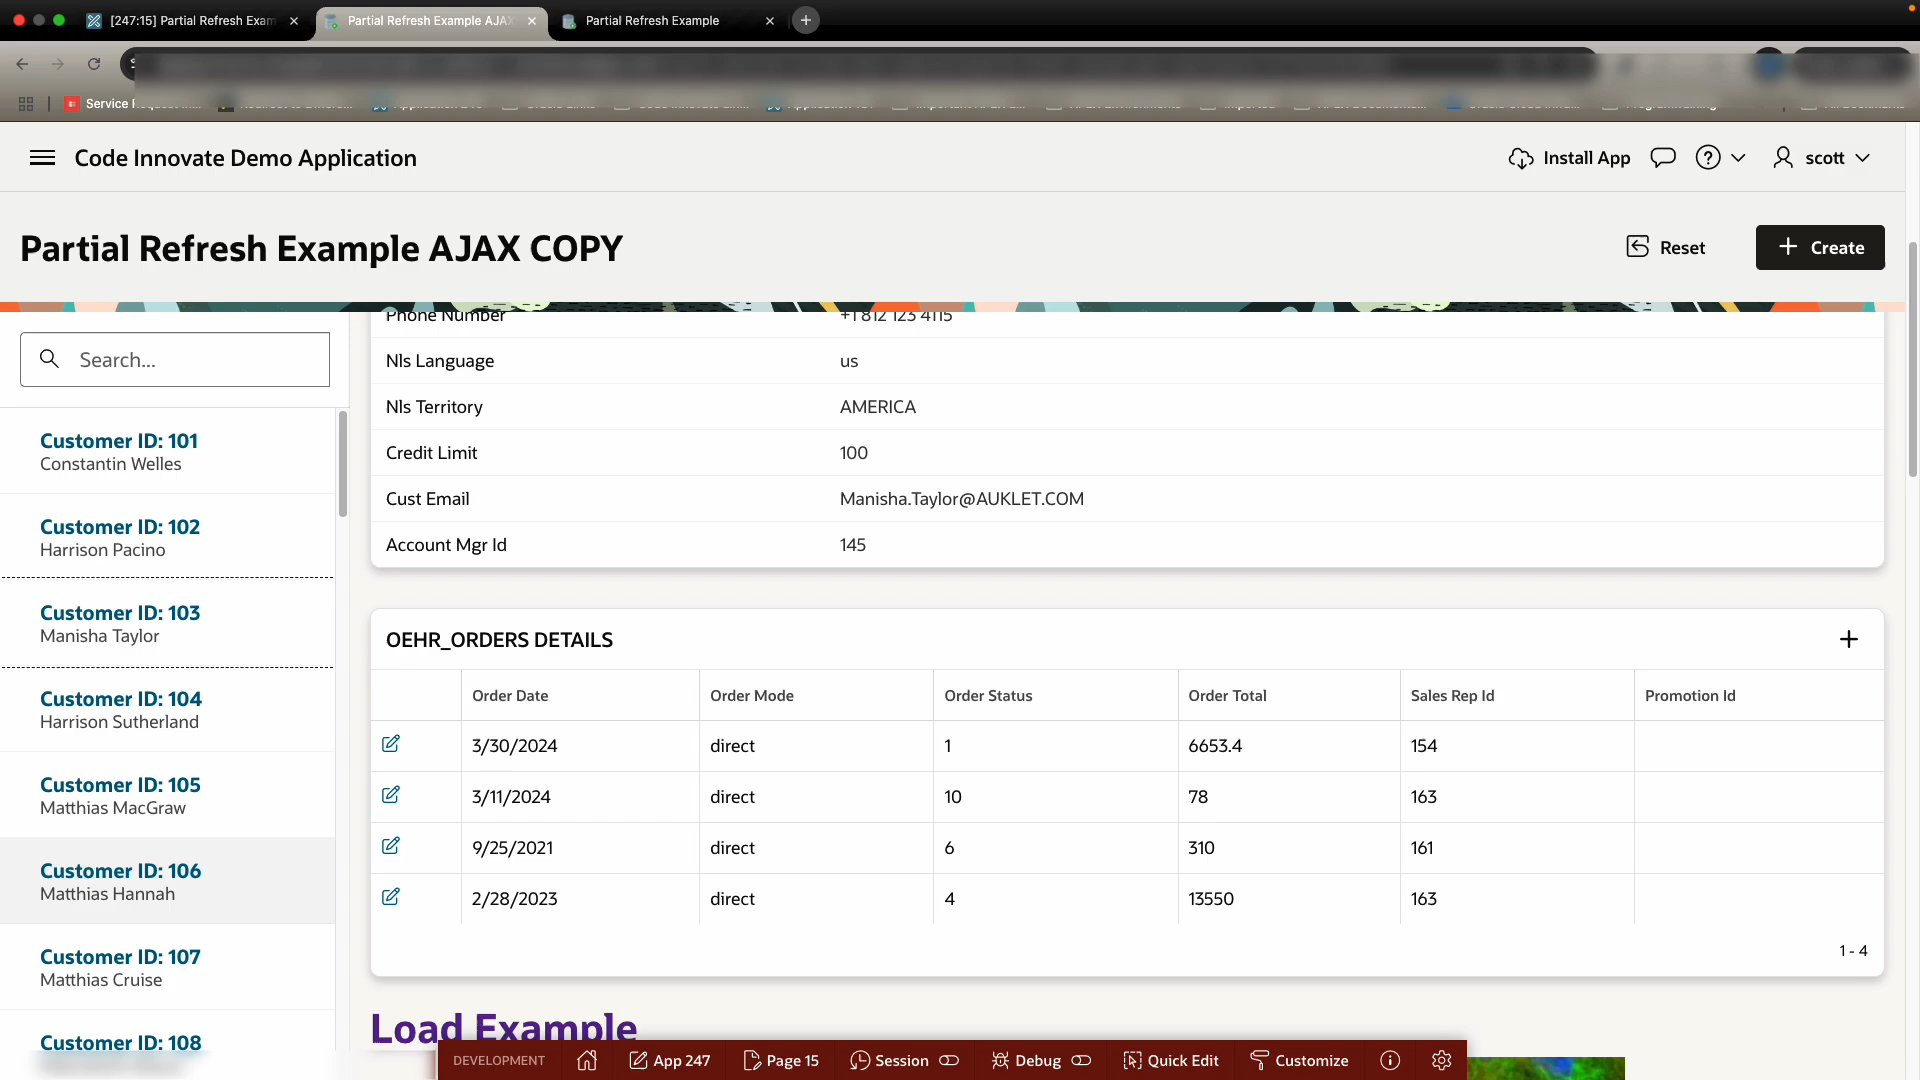 [247:15] Partial Refresh Exam
Partial Refresh Example AJAX
Partial Refresh Example
Service
Code Innovate Demo Application
Install App
scott
Partial Refresh Example AJAX COPY
Reset
Create
Search...
Phone Number +1 812 123 4115
Nls Language us
Nls Territory AMERICA
Credit Limit 100
Cust Email Manisha.Taylor@AUKLET.COM
Account Mgr Id 145
Customer ID: 101
Constantin Welles
Customer ID: 102
Harrison Pacino
Customer ID: 103
Manisha Taylor
Customer ID: 104
Harrison Sutherland
Customer ID: 105
Matthias MacGraw
Customer ID: 106
Matthias Hannah
Customer ID: 107
Matthias Cruise
Customer ID: 108
OEHR_ORDERS DETAILS
Order Date Order Mode Order Status Order Total Sales Rep Id Promotion Id
3/30/2024 direct 1 6653.4 154
3/11/2024 direct 10 78 163
9/25/2021 direct 6 310 161
2/28/2023 direct 4 13550 163
1 - 4
Load Example
DEVELOPMENT App 247 Page 15 Session Debug Quick Edit Customize